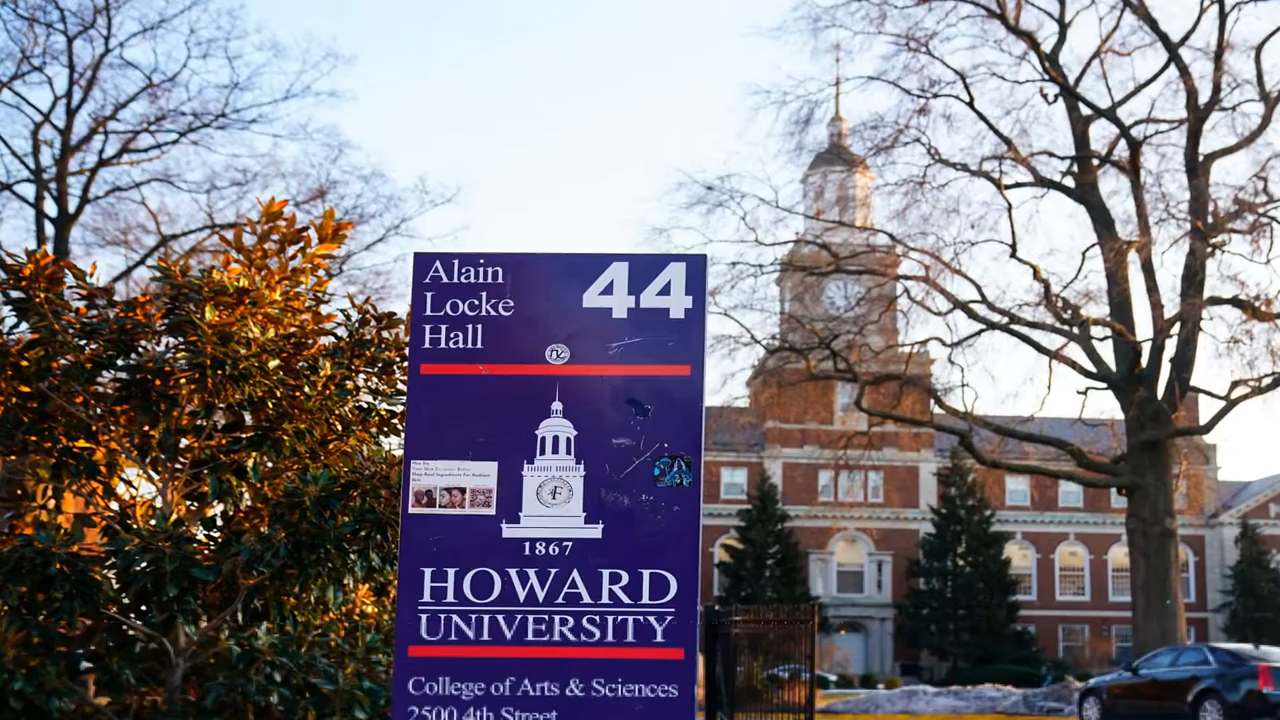 Alain
Locke
Hall
44
1867
HOWARD
UNIVERSITY
College of Arts & Sciences
2500 4th Street